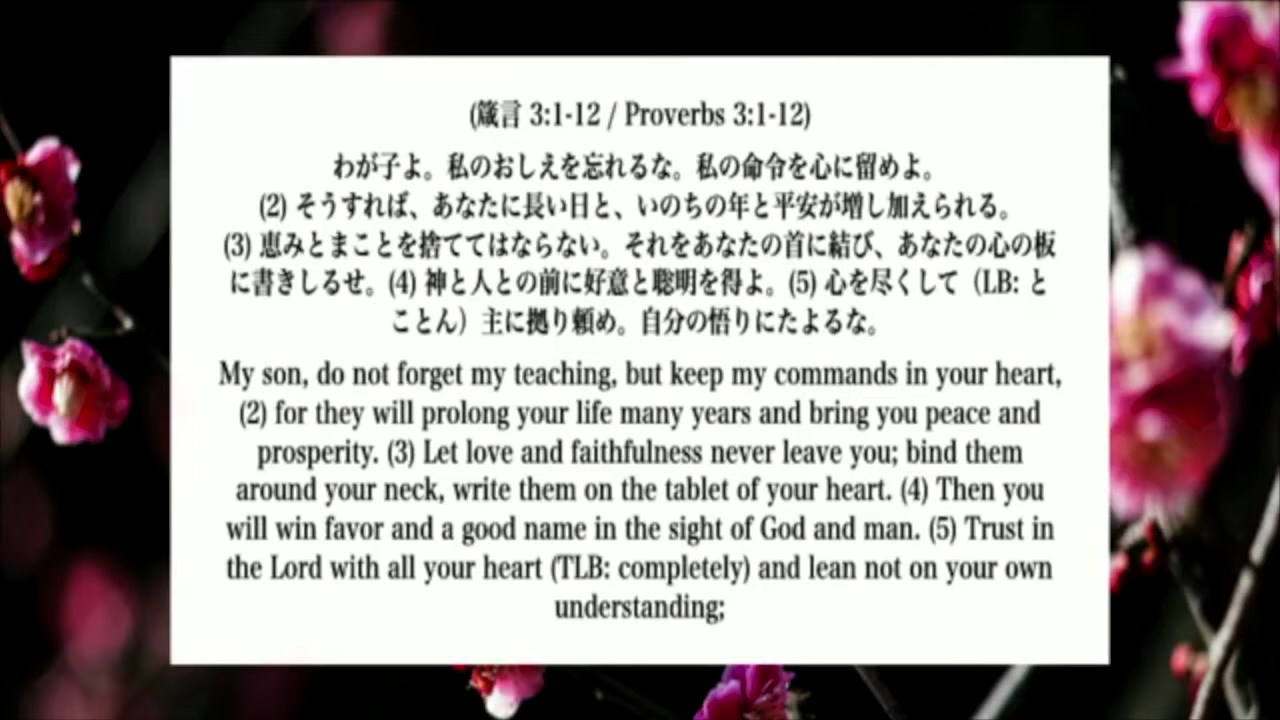 (箴言 3:1-12 / Proverbs 3:1-12)
わが子よ。私のおしえを忘れるな。私の命令を心に留めよ。
(2) そうすれば、あなたに長い日と、いのちの年と平安が増し加えられる。
(3) 恵みとまことを捨ててはならない。それをあなたの首に結び、あなたの心の板
に書きしるせ。(4) 神と人との前に好意と聡明を得よ。(5) 心を尽くして（LB: と
ことん）主に拠り頼め。自分の悟りにたよるな。
My son, do not forget my teaching, but keep my commands in your heart,
(2) for they will prolong your life many years and bring you peace and
prosperity. (3) Let love and faithfulness never leave you; bind them
around your neck, write them on the tablet of your heart. (4) Then you
will win favor and a good name in the sight of God and man. (5) Trust in
the Lord with all your heart (TLB: completely) and lean not on your own
understanding;